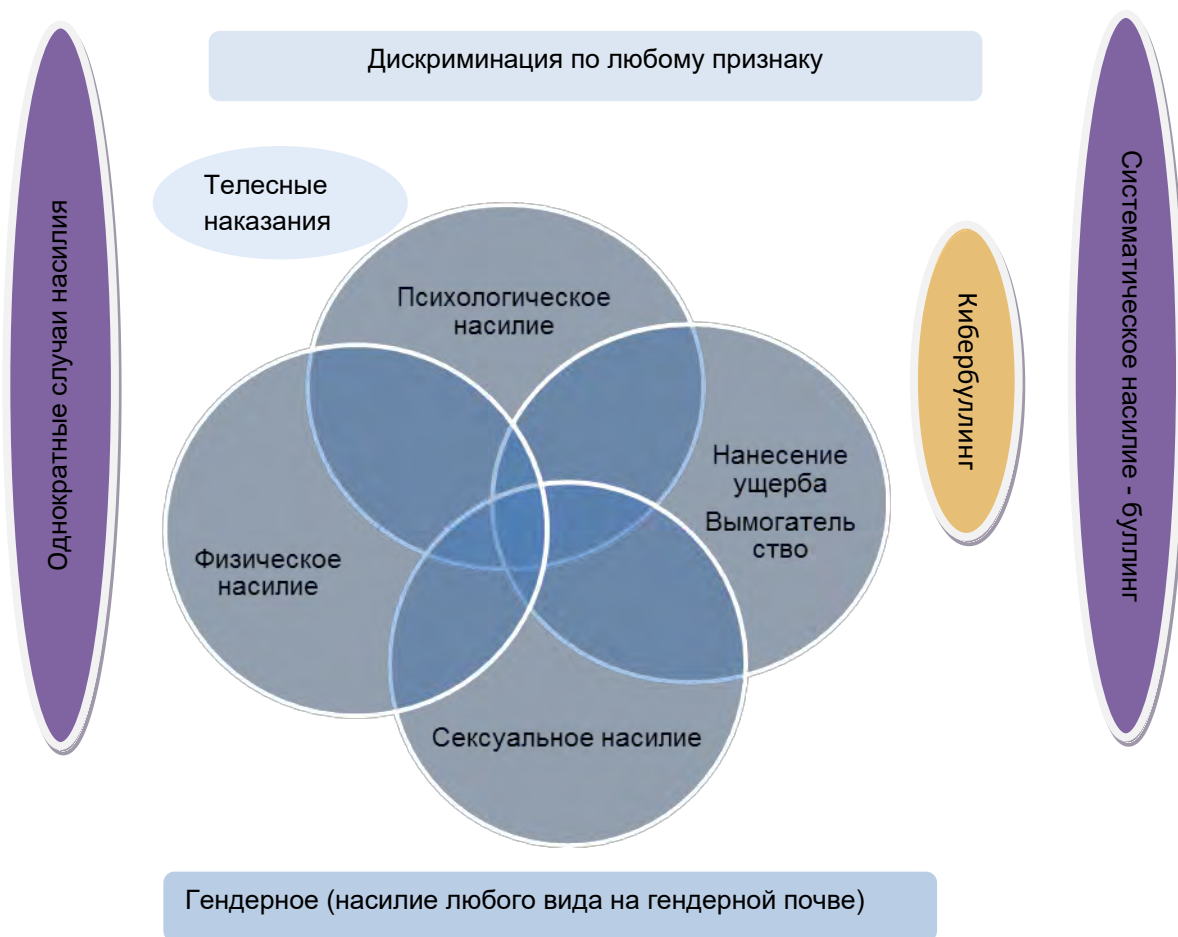 Дискриминация по любому признаку
Однократные случаи насилия
Телесные
наказания
Психологическое
насилие
Нанесение
ущерба
Вымогатель
ство
Физическое
насилие
Сексуальное насилие
Кибербуллинг
Систематическое насилие - буллинг
Гендерное (насилие любого вида на гендерной почве)